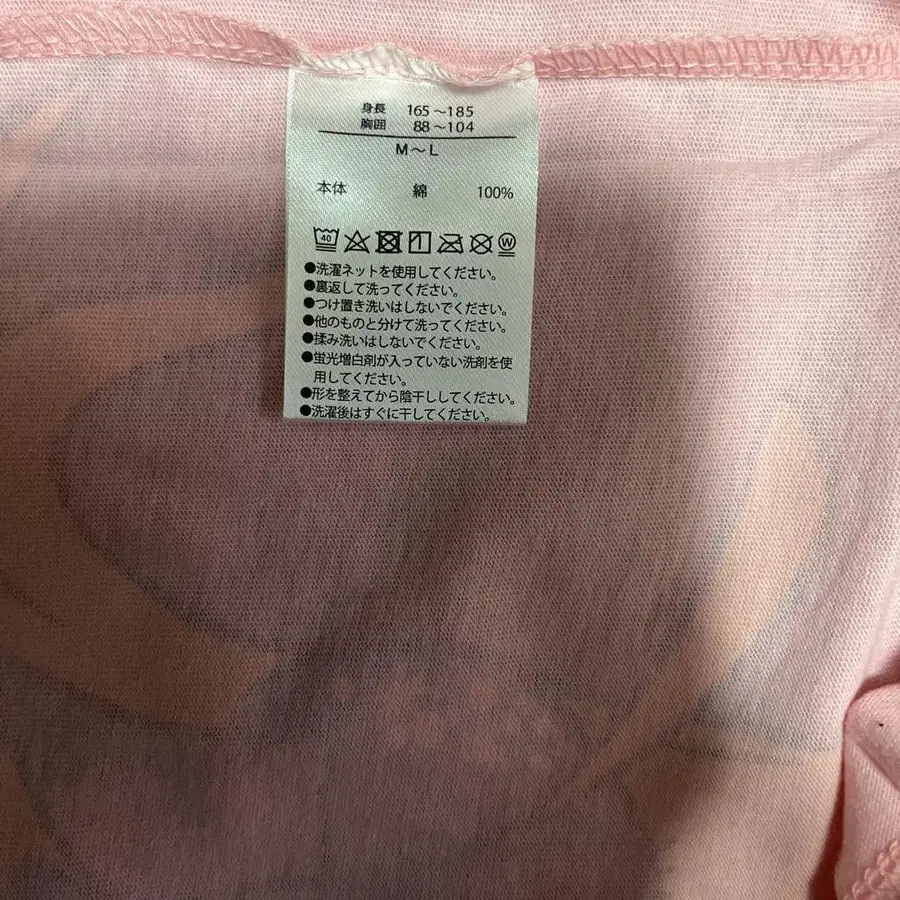 身長 165～185
胸囲 88～104
M～L
本体 綿 100%
40 W
●洗濯ネットを使用してください。
●裏返して洗ってください。
●つけ置き洗いはしないでください。
●他のものと分けて洗ってください。
●揉み洗いはしないでください。
●蛍光増白剤が入っていない洗剤を使
用してください。
●形を整えてから陰干ししてください。
●洗濯後はすぐに干してください。